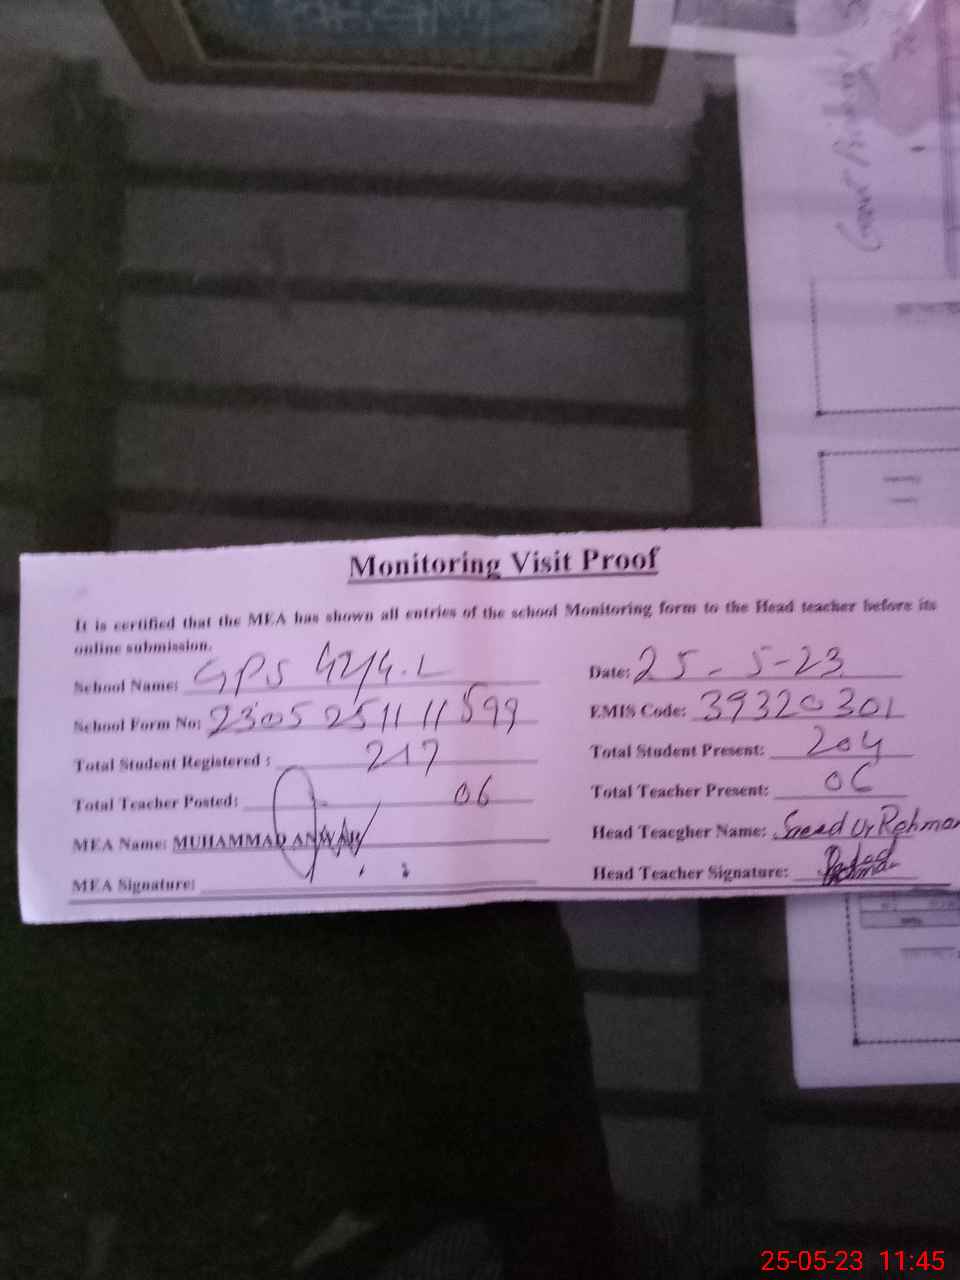 Monitoring Visit Proof
It is certified that the MEA has shown all entries of the school Monitoring form to the Head teacher before its
online submission.
School Name: GPS 42/4.L Date: 25-5-23
School Form No: 2305251111599 EMIS Code: 39320301
Total Student Registered : 217 Total Student Present: 204
Total Teacher Posted: 06 Total Teacher Present: 06
MEA Name: MUHAMMAD ANWAR Head Teacgher Name: Saeed Ur Rehman
MEA Signature: Head Teacher Signature:
25-05-23 11:45